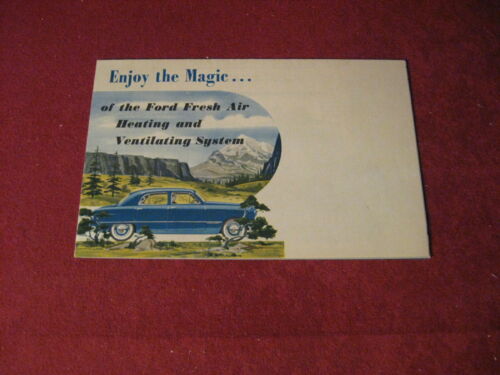 Enjoy the Magic...
of the Ford Fresh Air
Heating and
Ventilating System